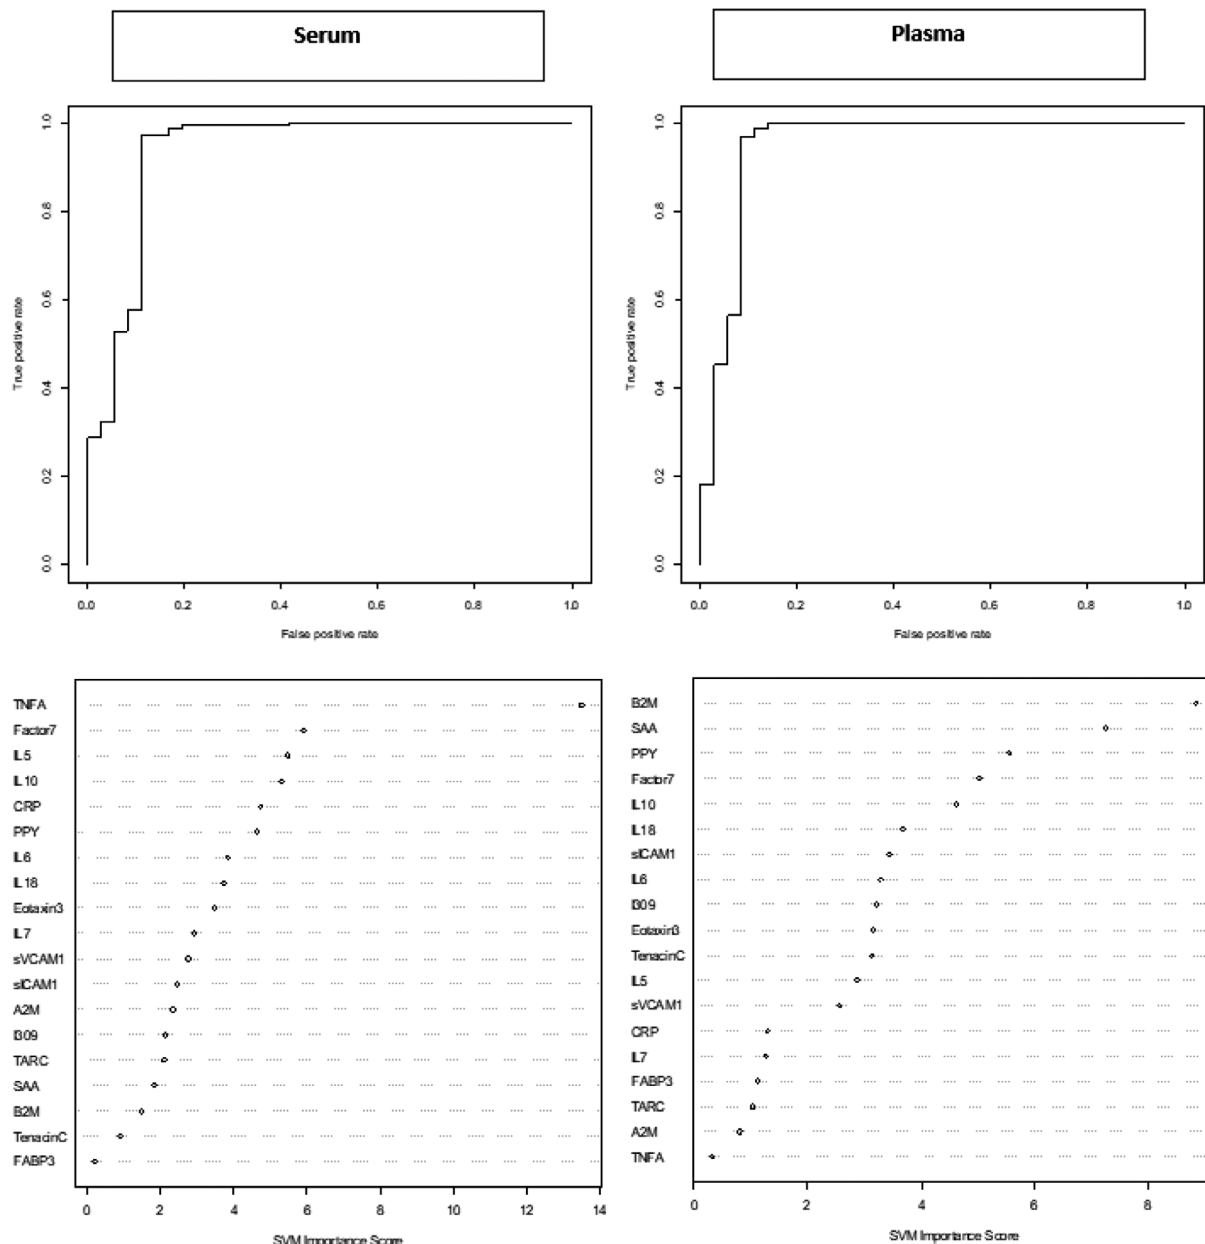 Serum
Plasma
1.0
0.8
0.6
0.4
0.2
0.0
True positive rate
0.0 0.2 0.4 0.6 0.8 1.0
False positive rate
1.0
0.8
0.6
0.4
0.2
0.0
True positive rate
0.0 0.2 0.4 0.6 0.8 1.0
False positive rate
TNFA
Factor7
IL5
IL10
CRP
PPY
IL6
IL18
Eotaxin3
IL7
sVCAM1
sICAM1
A2M
I309
TARC
SAA
B2M
TenacinC
FABP3
0 2 4 6 8 10 12 14
SVM Importance Score
B2M
SAA
PPY
Factor7
IL10
IL18
sICAM1
IL6
I309
Eotaxin3
TenacinC
IL5
sVCAM1
CRP
IL7
FABP3
TARC
A2M
TNFA
0 2 4 6 8
SVM Importance Score